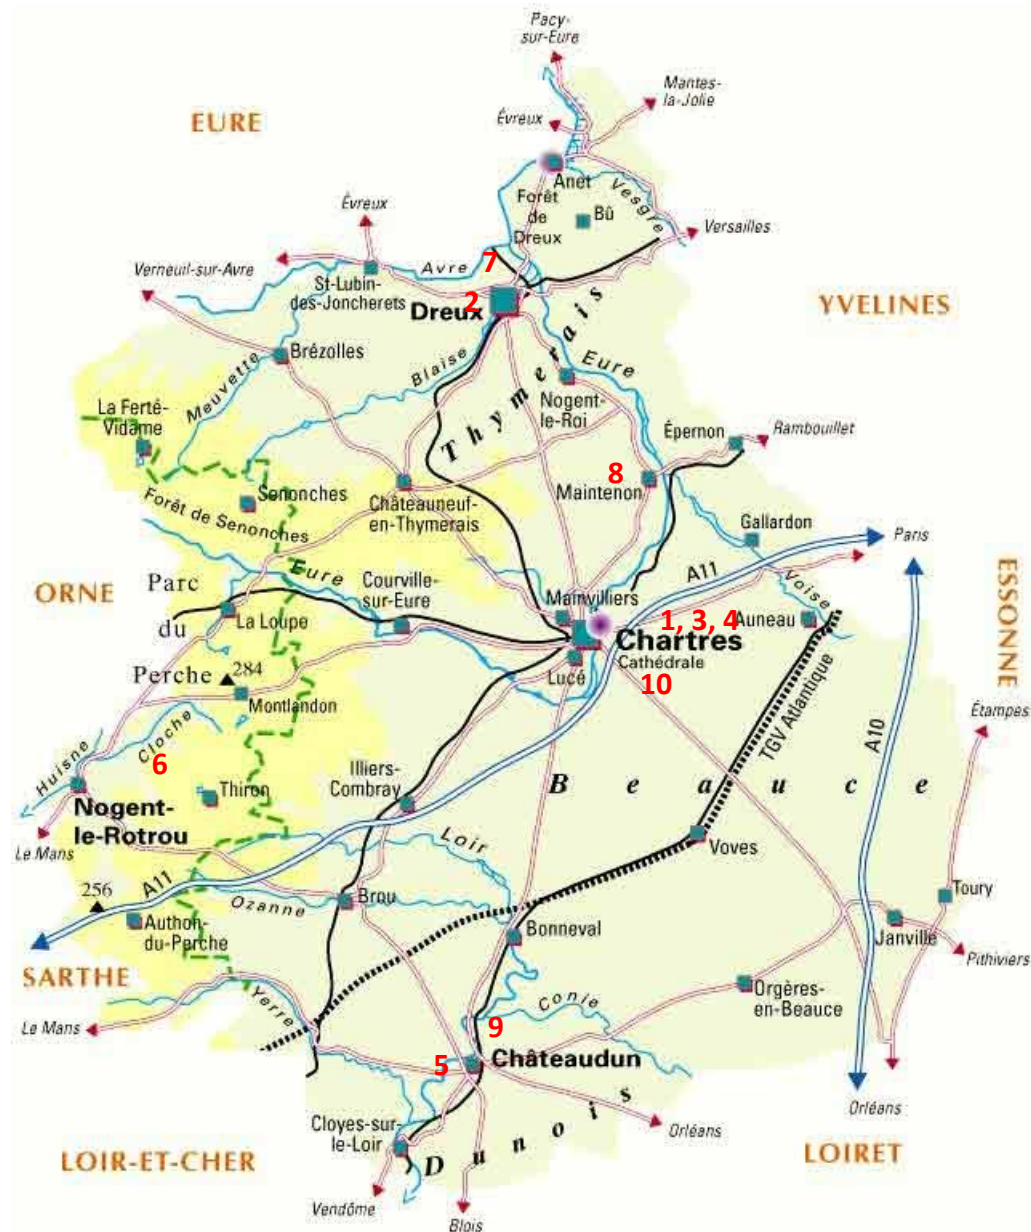 Pacy-
sur-Eure
Mantes-
la-Jolie
EURE
Évreux
Anet
Vesgre
Forêt
de
Dreux
Bû
Évreux
Versailles
Verneuil-sur-Avre
Avre
7
St-Lubin-
des-Joncherets
2
Dreux
YVELINES
Brézolles
Meuvette
Blaise
Thymerais
Eure
Nogent-
le-Roi
La Ferté-
Vidame
Épernon
Rambouillet
8
Maintenon
Senonches
Forêt de Senonches
Châteauneuf-
en-Thymerais
Gallardon
Paris
A11
Voise
ESSONNE
ORNE
Parc
du
Perche
Eure
Courville-
sur-Eure
Mainvilliers
1, 3, 4
Auneau
La Loupe
Chartres
Cathédrale
Lucé
10
284
Montlandon
TGV Atlantique
A10
Étampes
Huisne
Cloche
6
Thiron
Illiers-
Combray
Beauce
Nogent-
le-Rotrou
Le Mans
Loir
Voves
256
A11
Ozanne
Brou
Toury
Authon-
du-Perche
Bonneval
Janville
Pithiviers
SARTHE
Orgères-
en-Beauce
Le Mans
Yerre
Conie
9
5
Châteaudun
Orléans
Cloyes-sur-
le-Loir
Dunois
Orléans
LOIR-ET-CHER
LOIRET
Vendôme
Blois